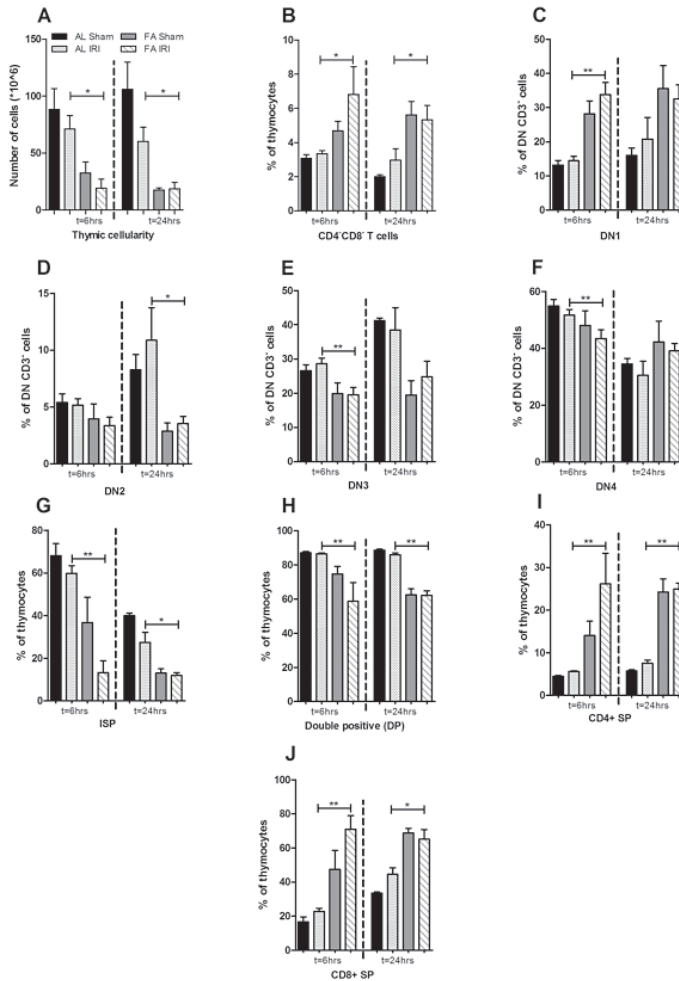 A
AL Sham
FA Sham
AL IRI
FA IRI
Number of cells (*10^6)
100
50
0
*
*
t=6hrs
t=24hrs
Thymic cellularity
B
% of thymocytes
10
8
6
4
2
0
*
*
t=6hrs
t=24hrs
CD4-CD8- T cells
C
% of DN CD3- cells
50
40
30
20
10
0
**
t=6hrs
t=24hrs
DN1
D
% of DN CD3- cells
15
10
5
0
*
t=6hrs
t=24hrs
DN2
E
% of DN CD3- cells
50
40
30
20
10
0
**
t=6hrs
t=24hrs
DN3
F
% of DN CD3- cells
60
40
20
0
**
t=6hrs
t=24hrs
DN4
G
% of thymocytes
80
60
40
20
0
**
*
t=6hrs
t=24hrs
ISP
H
% of thymocytes
100
80
60
40
20
0
**
**
t=6hrs
t=24hrs
Double positive (DP)
I
% of thymocytes
40
30
20
10
0
**
**
t=6hrs
t=24hrs
CD4+ SP
J
% of thymocytes
100
80
60
40
20
0
**
*
t=6hrs
t=24hrs
CD8+ SP